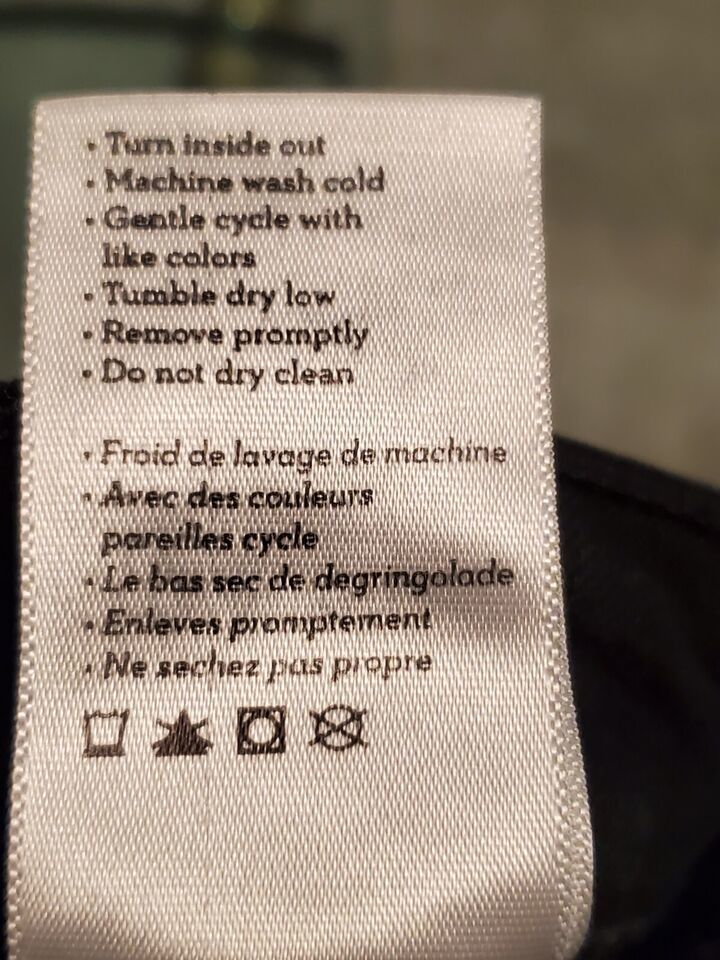 • Turn inside out
• Machine wash cold
• Gentle cycle with
like colors
• Tumble dry low
• Remove promptly
• Do not dry clean
• Froid de lavage de machine
• Avec des couleurs
pareilles cycle
• Le bas sec de degringolade
• Enleves promptement
• Ne sechez pas propre